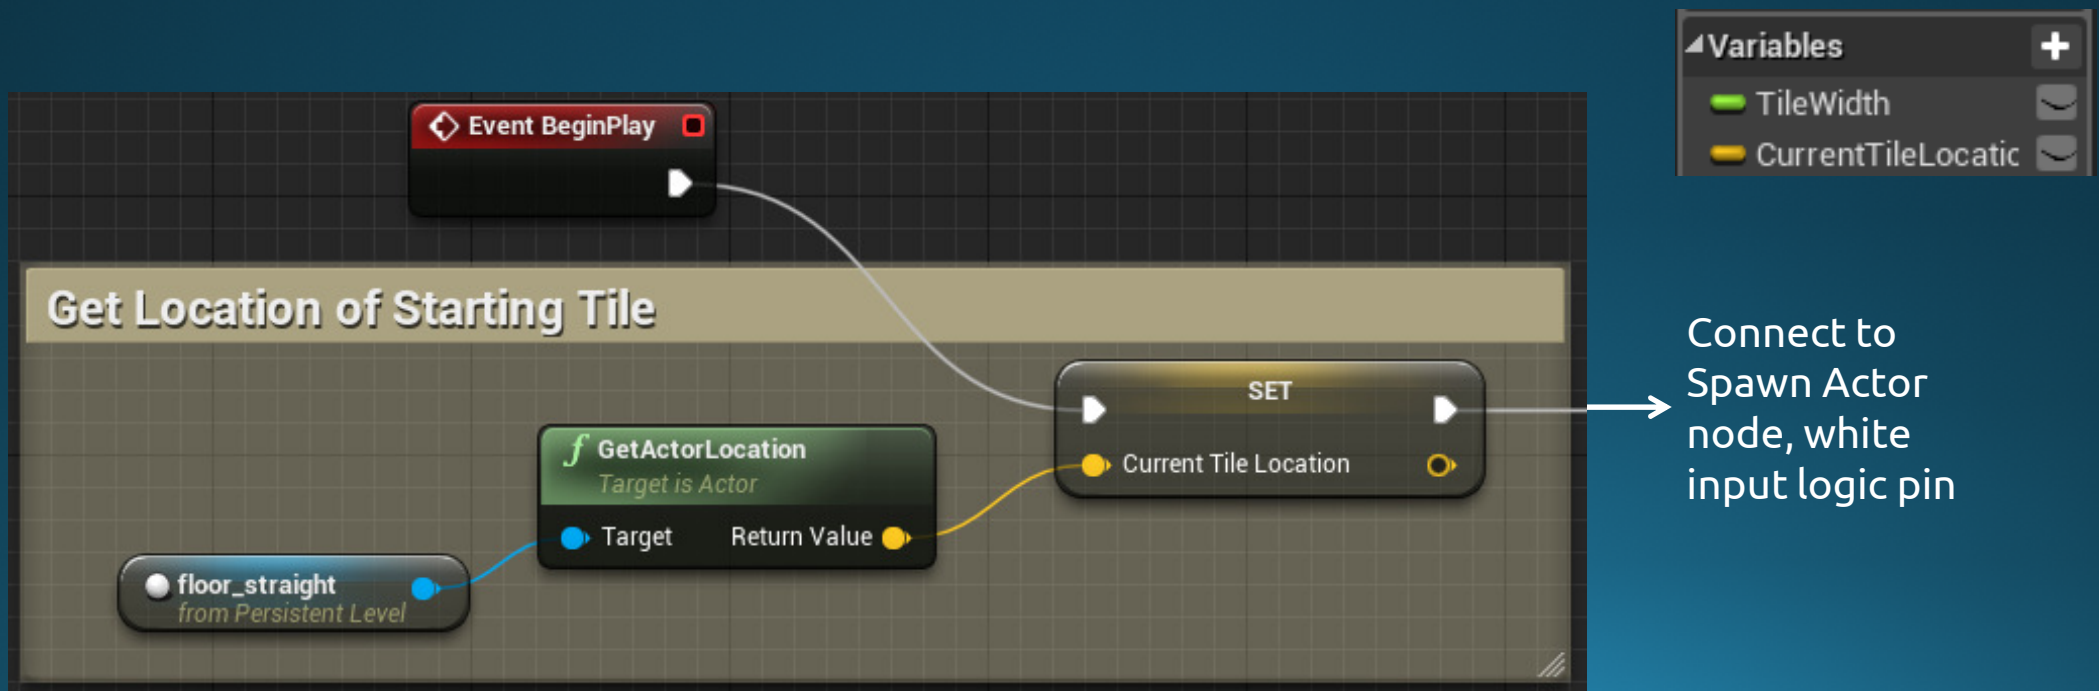 Variables
TileWidth
CurrentTileLocatic
Event BeginPlay
Get Location of Starting Tile
SET
Current Tile Location
f GetActorLocation
Target is Actor
Target Return Value
floor_straight
from Persistent Level
Connect to
Spawn Actor
node, white
input logic pin